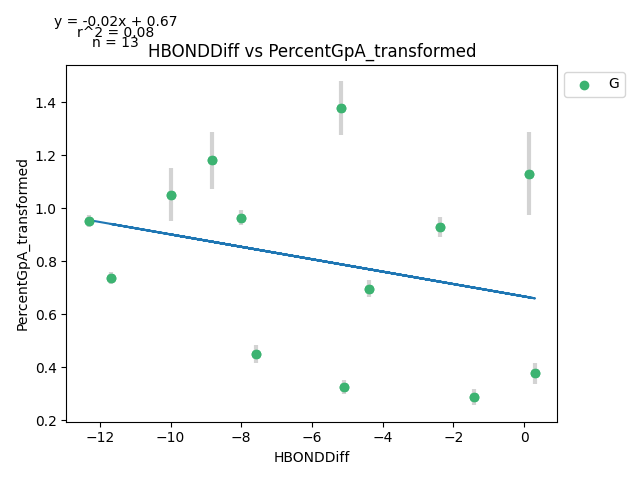 y = -0.02x + 0.67
r^2 = 0.08
n = 13
HBONDDiff vs PercentGpA_transformed
G
1.4
1.2
1.0
0.8
0.6
0.4
0.2
PercentGpA_transformed
−12
−10
−8
−6
−4
−2
0
HBONDDiff